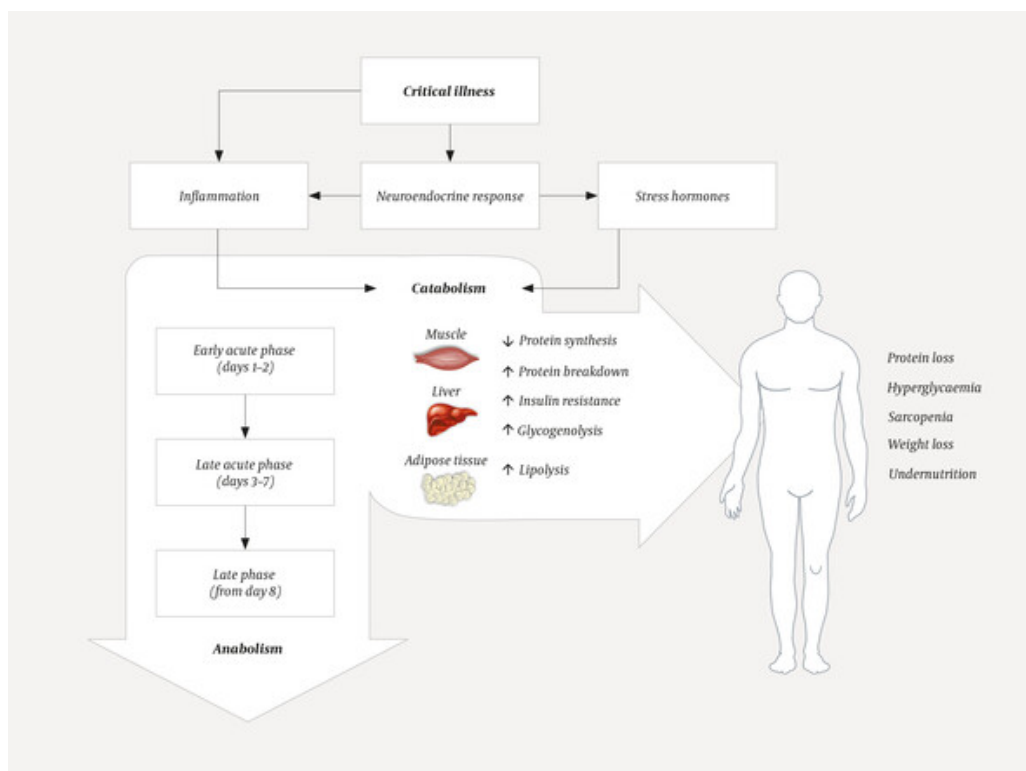 Critical illness
Inflammation
Neuroendocrine response
Stress hormones
Catabolism
Early acute phase
(days 1–2)
Late acute phase
(days 3–7)
Late phase
(from day 8)
Anabolism
Muscle
↓ Protein synthesis
↑ Protein breakdown
Liver
↑ Insulin resistance
↑ Glycogenolysis
Adipose tissue
↑ Lipolysis
Protein loss
Hyperglycaemia
Sarcopenia
Weight loss
Undernutrition